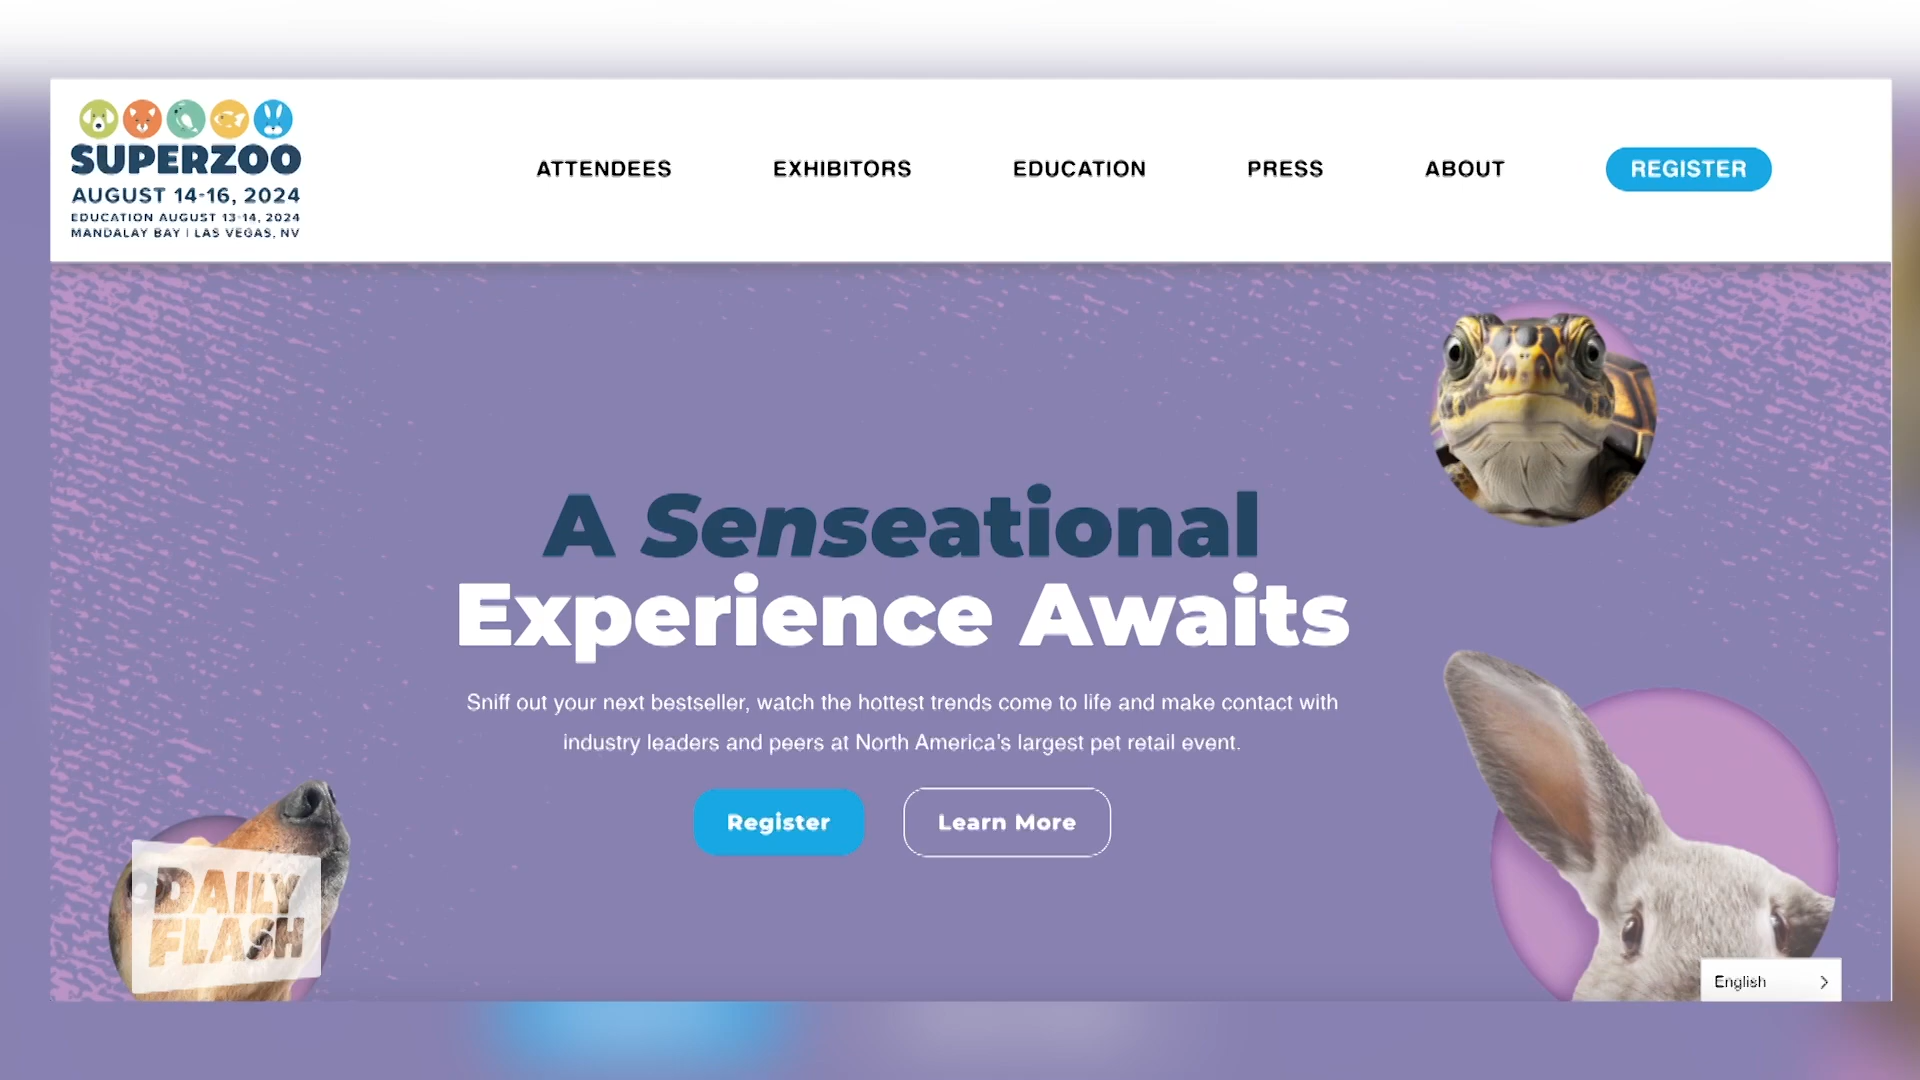 SUPERZOO
AUGUST 14-16, 2024
EDUCATION AUGUST 13-14, 2024
MANDALAY BAY | LAS VEGAS, NV
ATTENDEES
EXHIBITORS
EDUCATION
PRESS
ABOUT
REGISTER
A Senseational
Experience Awaits
Sniff out your next bestseller, watch the hottest trends come to life and make contact with
industry leaders and peers at North America's largest pet retail event.
Register
Learn More
DAILY
FLASH
English